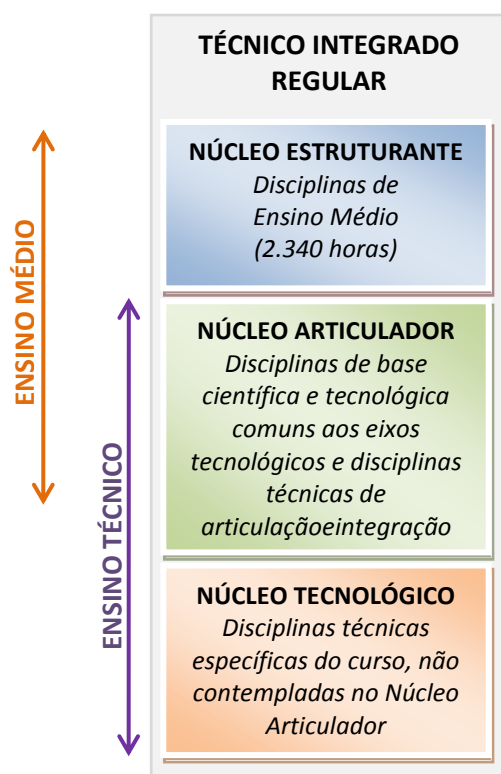 TÉCNICO INTEGRADO
REGULAR
NÚCLEO ESTRUTURANTE
Disciplinas de
Ensino Médio
(2.340 horas)
NÚCLEO ARTICULADOR
Disciplinas de base
científica e tecnológica
comuns aos eixos
tecnológicos e disciplinas
técnicas de
articulaçãoeintegração
NÚCLEO TECNOLÓGICO
Disciplinas técnicas
específicas do curso, não
contempladas no Núcleo
Articulador
ENSINO MÉDIO
ENSINO TÉCNICO